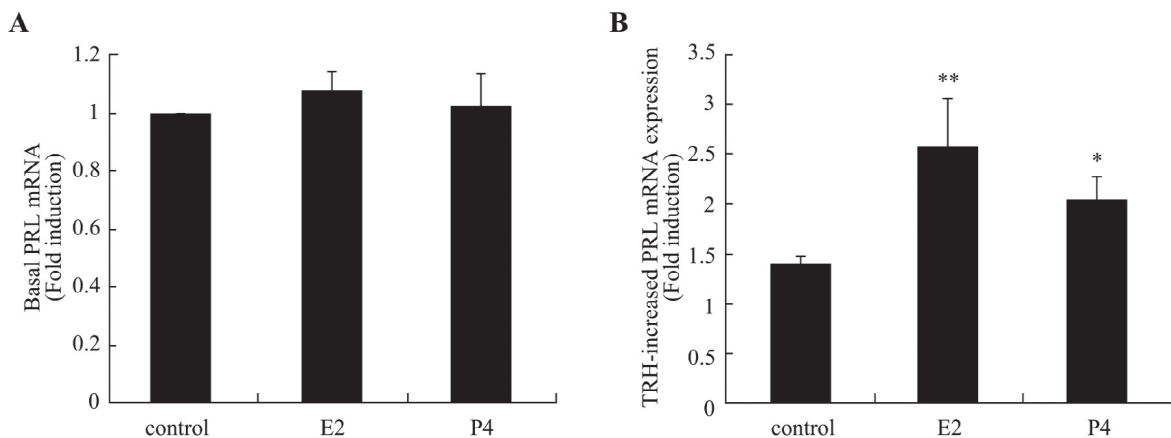 A
Basal PRL mRNA
(Fold induction)
1.2
1
0.8
0.6
0.4
0.2
0
control E2 P4
B
TRH-increased PRL mRNA expression
(Fold induction)
3.5
3
2.5
2
1.5
1
0.5
0
**
*
control E2 P4